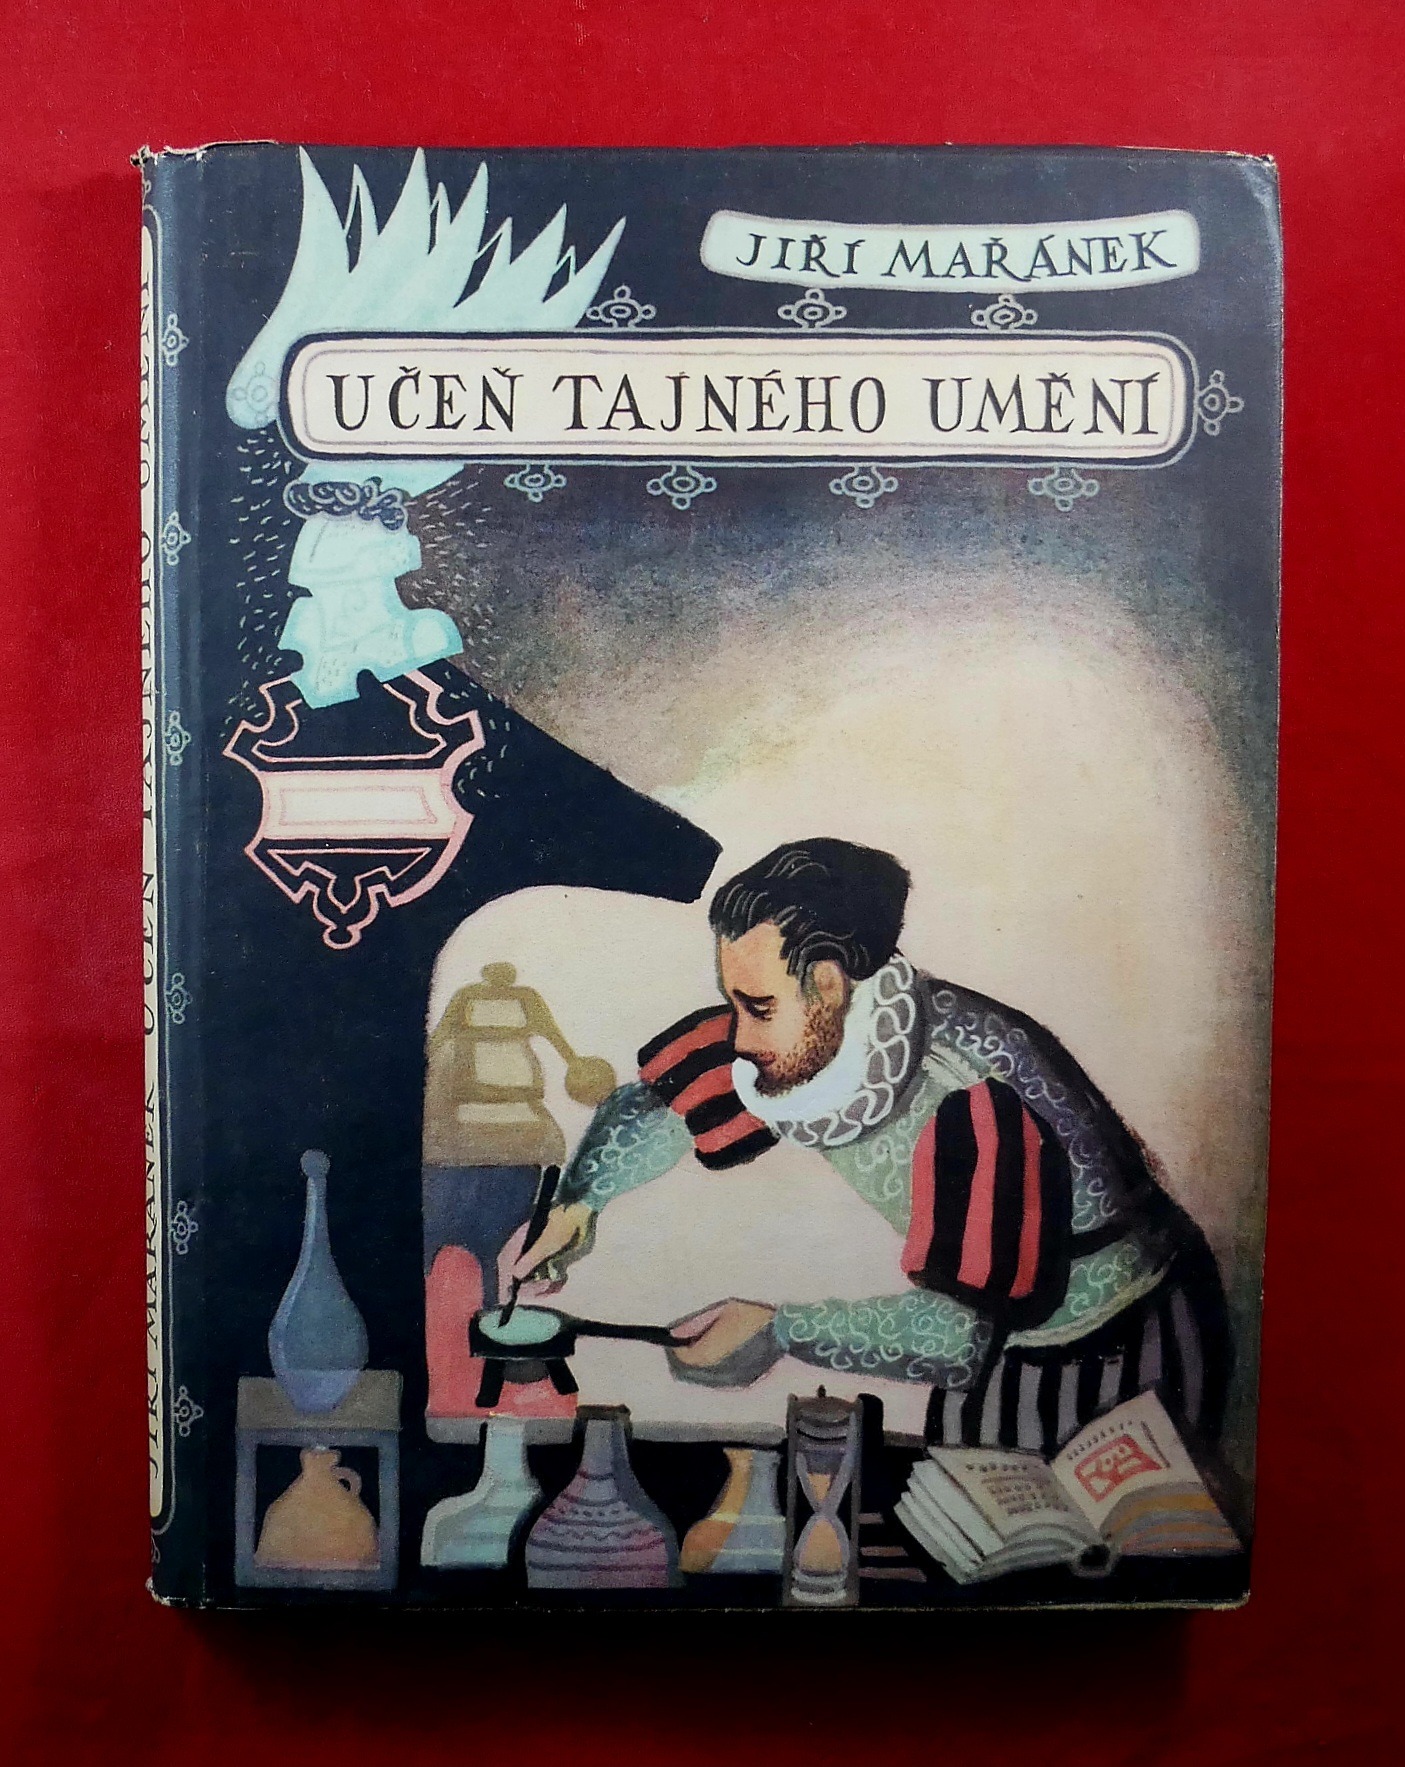 JIŘÍ MAŘÁNEK
UČEŇ TAJNÉHO UMĚNÍ
JIŘÍ MAŘÁNEK UČEŇ TAJNÉHO UMĚNÍ